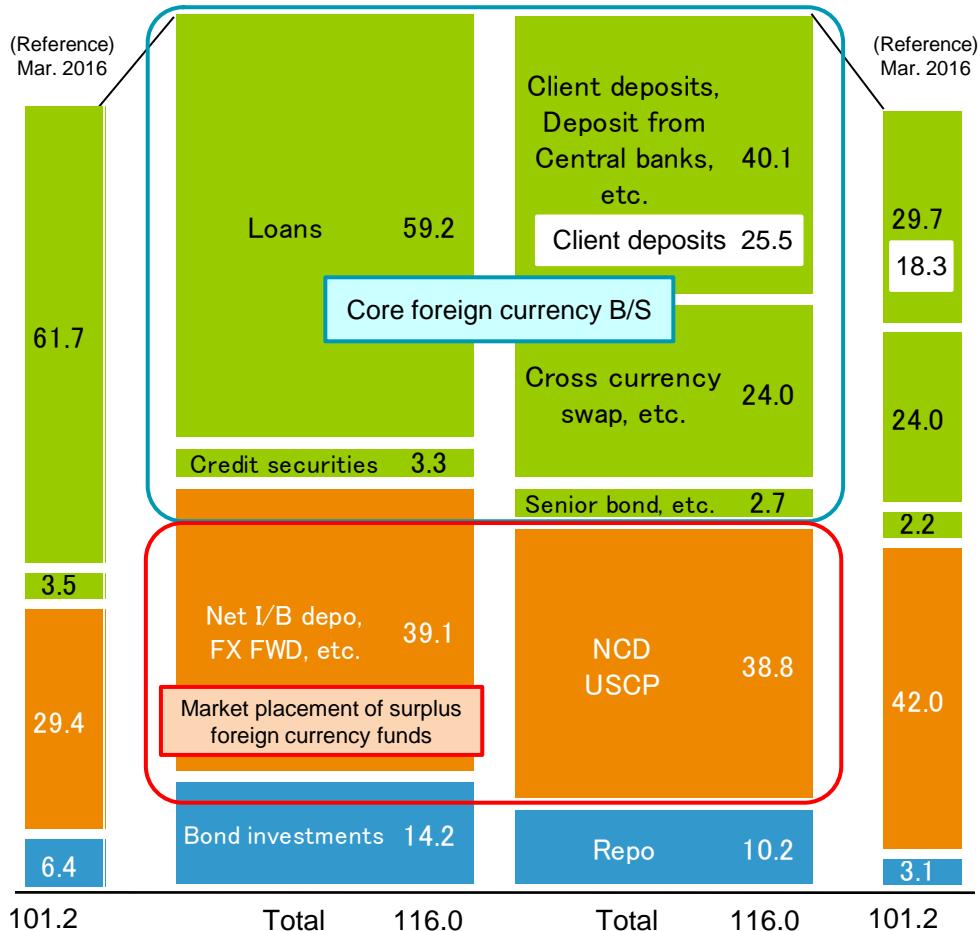 (Reference)
Mar. 2016
(Reference)
Mar. 2016
Client deposits,
Deposit from
Central banks,
etc.
40.1
Loans 59.2
Client deposits 25.5
29.7
18.3
Core foreign currency B/S
61.7
Cross currency
swap, etc.
24.0
24.0
Credit securities 3.3
Senior bond, etc. 2.7
2.2
3.5
Net I/B depo,
FX FWD, etc.
39.1
NCD
USCP
38.8
Market placement of surplus
foreign currency funds
29.4
42.0
Bond investments 14.2
Repo 10.2
6.4
3.1
101.2 Total 116.0 Total 116.0 101.2